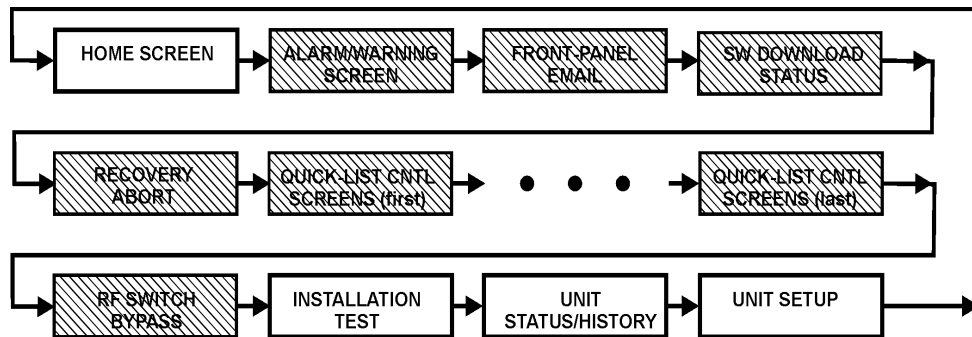 HOME SCREEN
ALARM/WARNING
SCREEN
FRONT-PANEL
EMAIL
SW DOWNLOAD
STATUS
RECOVERY
ABORT
QUICK-LIST CNTL
SCREENS (first)
QUICK-LIST CNTL
SCREENS (last)
RF SWITCH
BYPASS
INSTALLATION
TEST
UNIT
STATUS/HISTORY
UNIT SETUP